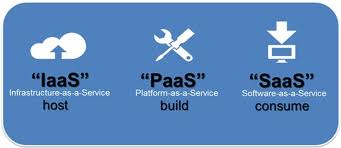 “IaaS”
Infrastructure-as-a-Service
host
“PaaS”
Platform-as-a-Service
build
“SaaS”
Software-as-a-Service
consume